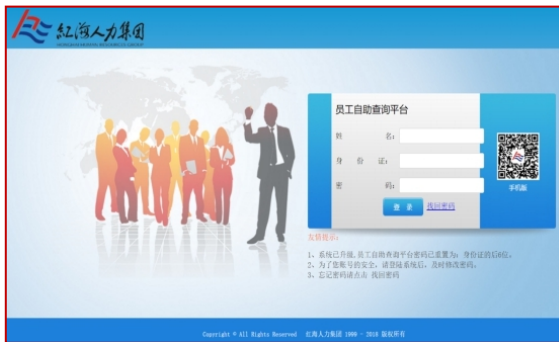 红海人力集团
员工自助查询平台
姓 名:
身 份 证:
密 码:
登 录 找回密码
手机版
友情提示:
1、系统已升级,员工自助查询平台密码已重置为:身份证的后6位。
2、为了您账号的安全,请登陆系统后,及时修改密码。
3、忘记密码请点击 找回密码
Copyright © All Rights Reserved 红海人力集团 1999 - 2018 版权所有